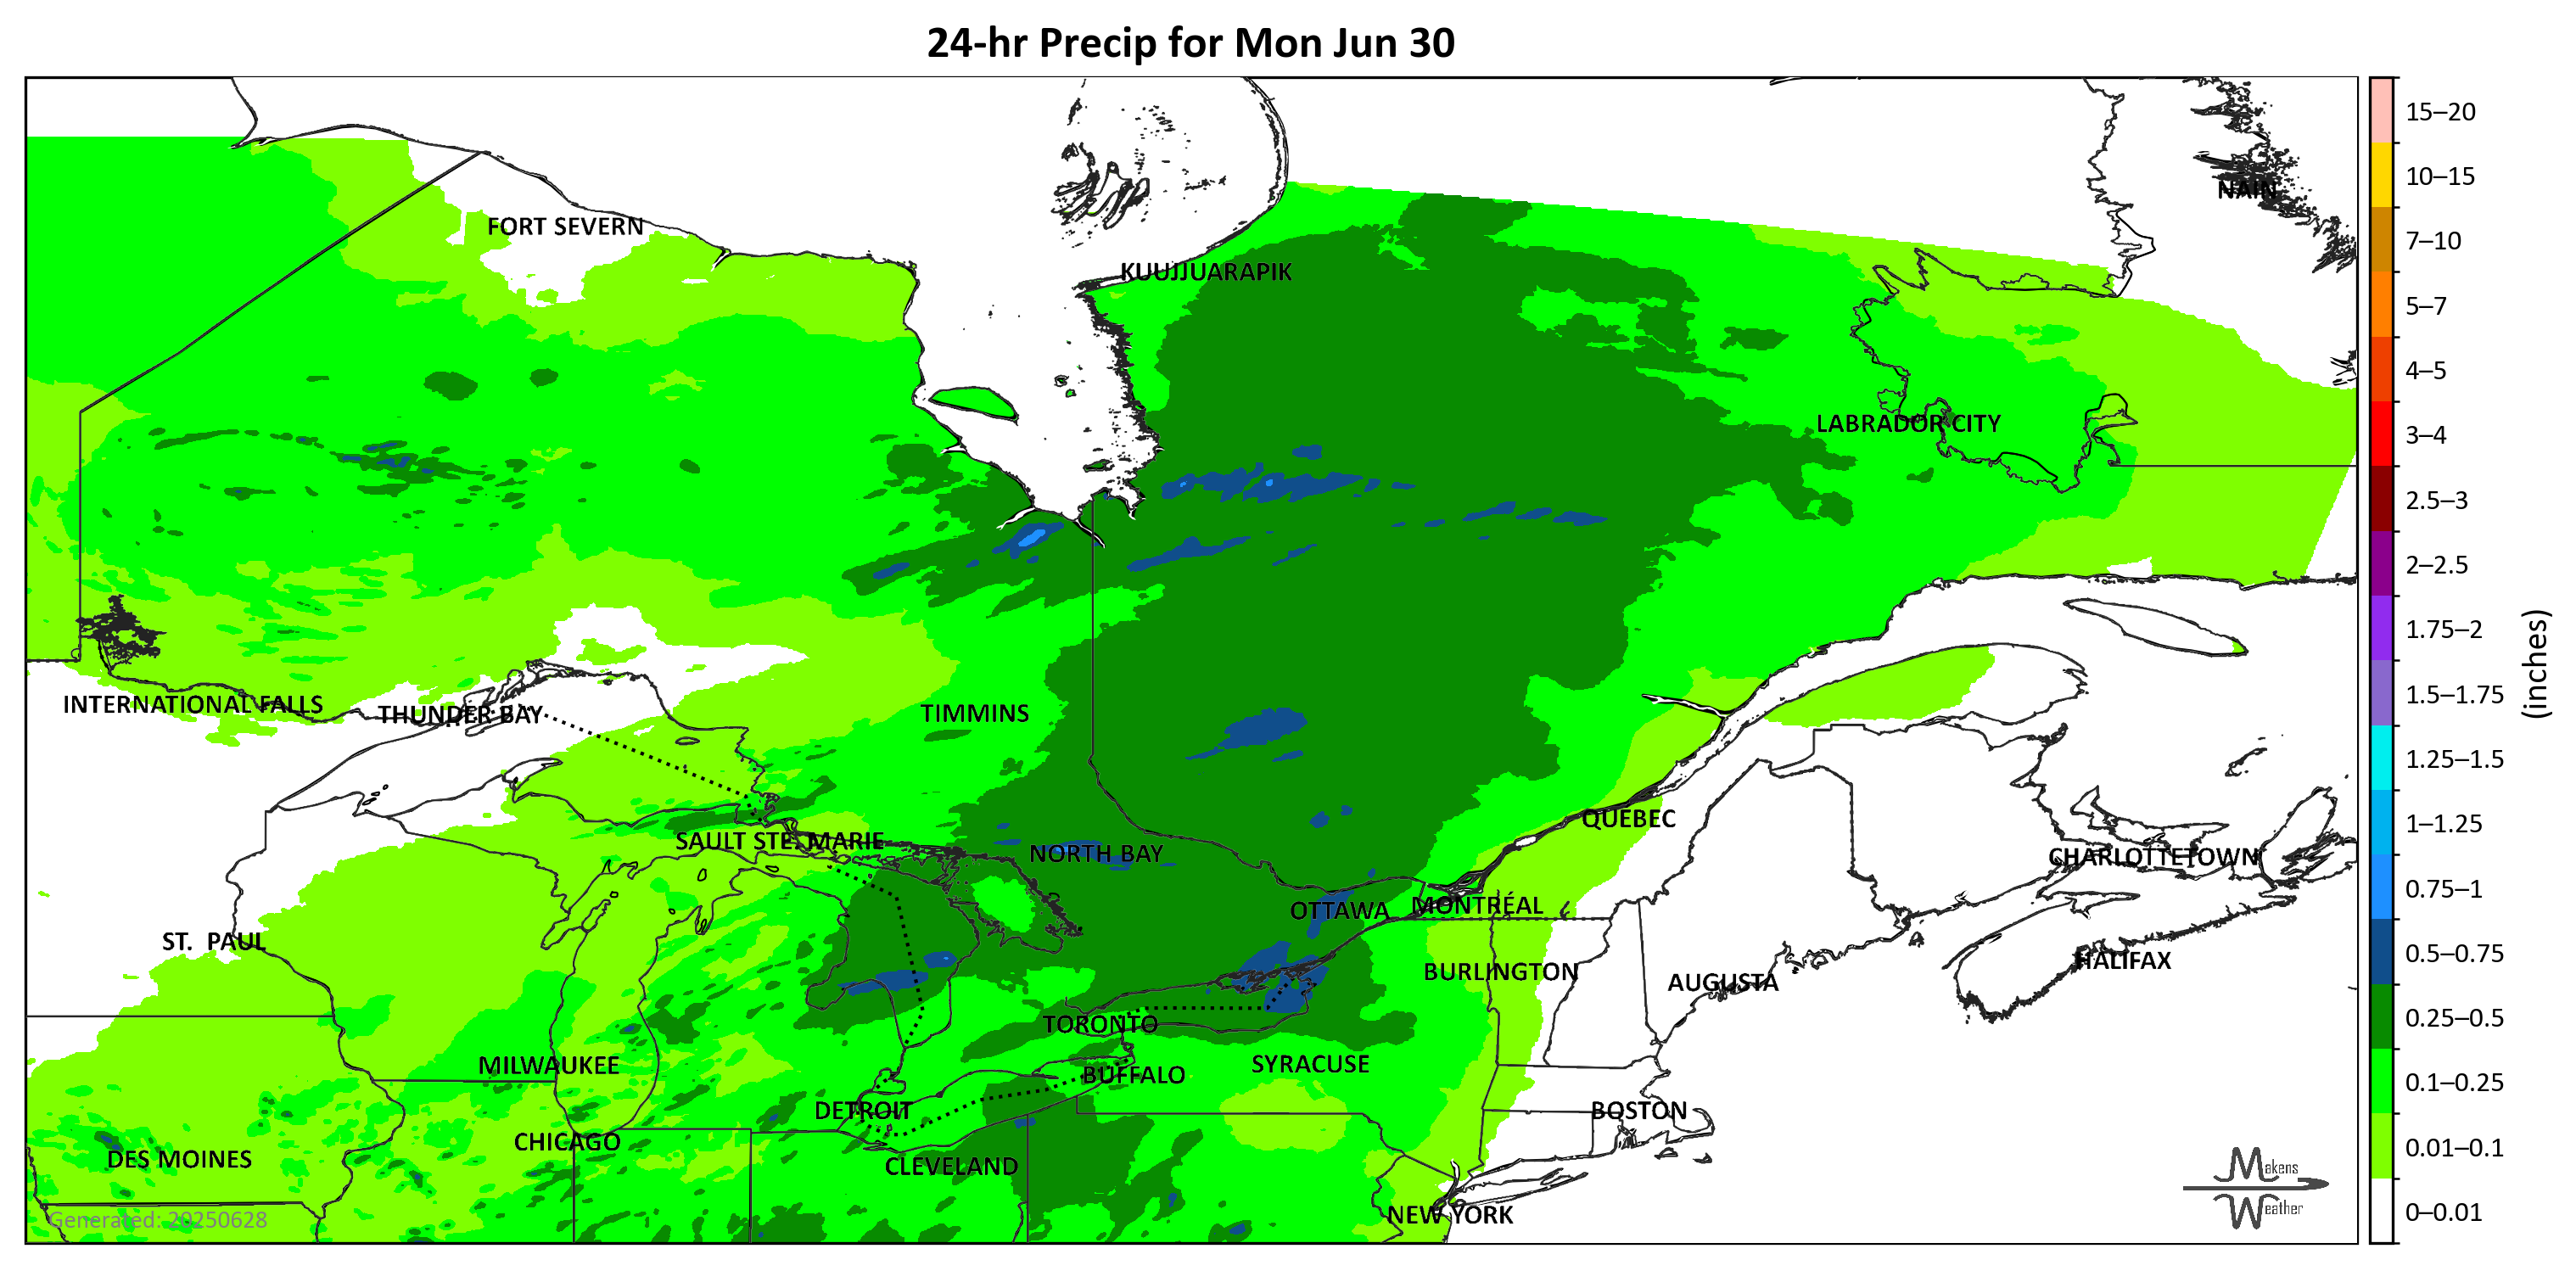 24-hr Precip for Mon Jun 30
15–20
10–15
NAIN
FORT SEVERN
7–10
KUUJJUARAPIK
5–7
4–5
LABRADOR CITY
3–4
2.5–3
2–2.5
1.75–2
(inches)
1.5–1.75
INTERNATIONAL FALLS
THUNDER BAY
TIMMINS
1.25–1.5
QUEBEC
1–1.25
SAULT STE. MARIE
NORTH BAY
CHARLOTTETOWN
0.75–1
OTTAWA
MONTRÉAL
ST. PAUL
0.5–0.75
HALIFAX
BURLINGTON
AUGUSTA
0.25–0.5
TORONTO
MILWAUKEE
SYRACUSE
BUFFALO
0.1–0.25
DETROIT
BOSTON
CHICAGO
0.01–0.1
DES MOINES
CLEVELAND
Makens
Weather
NEW YORK
0–0.01
Generated: 20250628